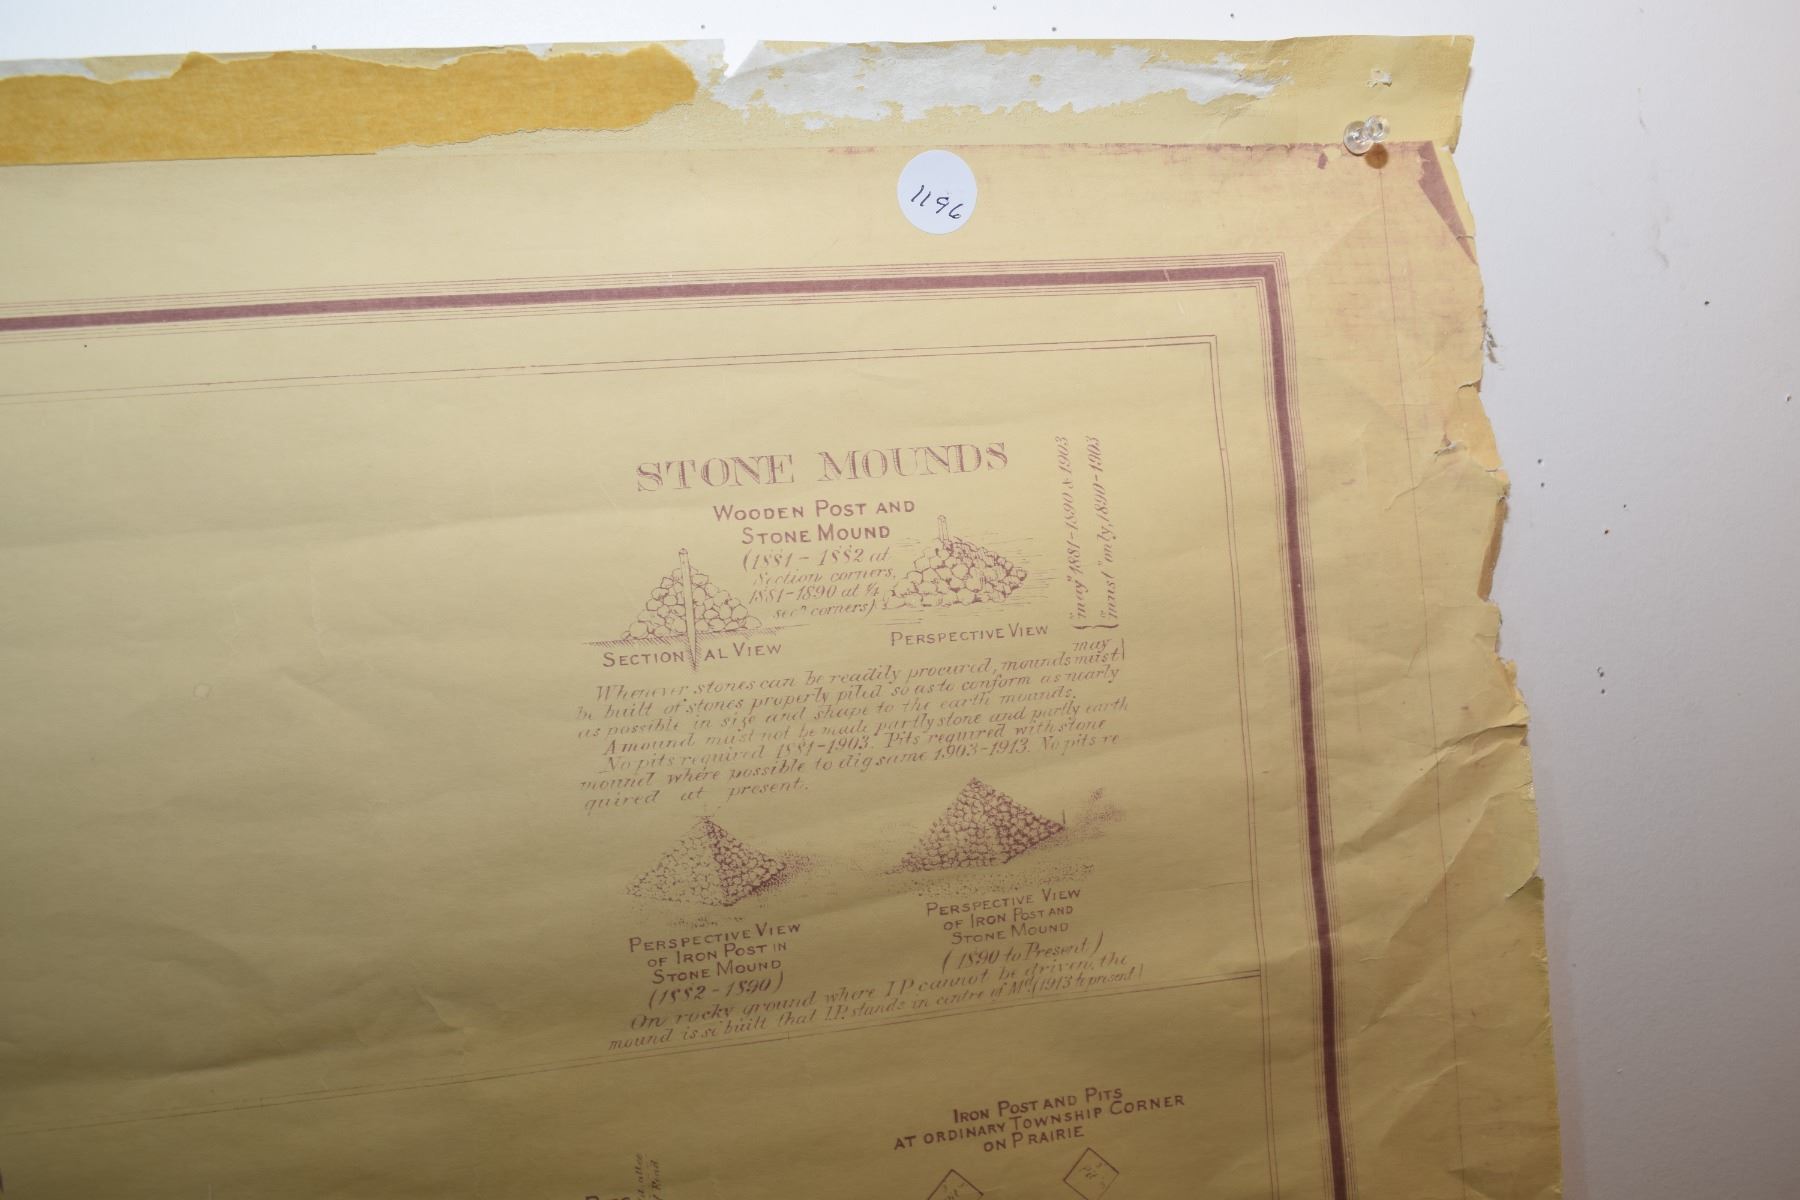 1196
STONE MOUNDS
WOODEN POST AND
STONE MOUND
(1881 – 1882 at
Section corners,
1881–1890 at ¼
secⁿ corners)
{"may" 1881–1890 & 1903
{"must" only, 1890–1903
SECTIONAL VIEW
PERSPECTIVE VIEW
may}
Whenever stones can be readily procured, mounds must}
be built of stones properly piled so as to conform as nearly
as possible in size and shape to the earth mounds.
A mound must not be made partly stone and partly earth
No pits required 1881–1903. Pits required with stone
mound where possible to dig same 1903–1913. No pits re
quired at present.
PERSPECTIVE VIEW
OF IRON POST IN
STONE MOUND
(1882 – 1890)
PERSPECTIVE VIEW
OF IRON POST AND
STONE MOUND
(1890 to Present)
On rocky ground where I.P. cannot be driven, the
mound is so built that I.P. stands in centre of Mᵈ. (1913 to present)
IRON POST AND PITS
AT ORDINARY TOWNSHIP CORNER
ON PRAIRIE